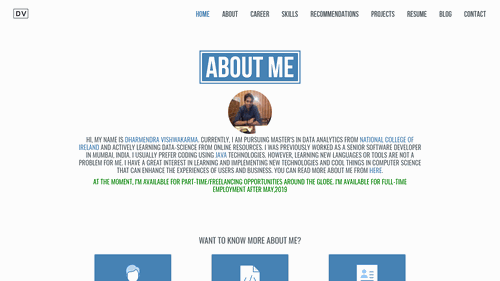 DV
HOME ABOUT CAREER SKILLS RECOMMENDATIONS PROJECTS RESUME BLOG CONTACT
ABOUT ME
HI, MY NAME IS DHARMENDRA VISHWAKARMA. CURRENTLY, I AM PURSUING MASTER'S IN DATA ANALYTICS FROM NATIONAL COLLEGE OF
IRELAND AND ACTIVELY LEARNING DATA-SCIENCE FROM ONLINE RESOURCES. I WAS PREVIOUSLY WORKED AS A SENIOR SOFTWARE DEVELOPER
IN MUMBAI, INDIA. I USUALLY PREFER CODING USING JAVA TECHNOLOGIES. HOWEVER, LEARNING NEW LANGUAGES OR TOOLS ARE NOT A
PROBLEM FOR ME. I HAVE A GREAT INTEREST IN LEARNING AND IMPLEMENTING NEW TECHNOLOGIES AND COOL THINGS IN COMPUTER SCIENCE
THAT CAN ENHANCE THE EXPERIENCES OF USERS AND BUSINESS. YOU CAN READ MORE ABOUT ME FROM HERE.
AT THE MOMENT, I'M AVAILABLE FOR PART-TIME/FREELANCING OPPORTUNITIES AROUND THE GLOBE. I'M AVAILABLE FOR FULL-TIME
EMPLOYMENT AFTER MAY,2019
WANT TO KNOW MORE ABOUT ME?